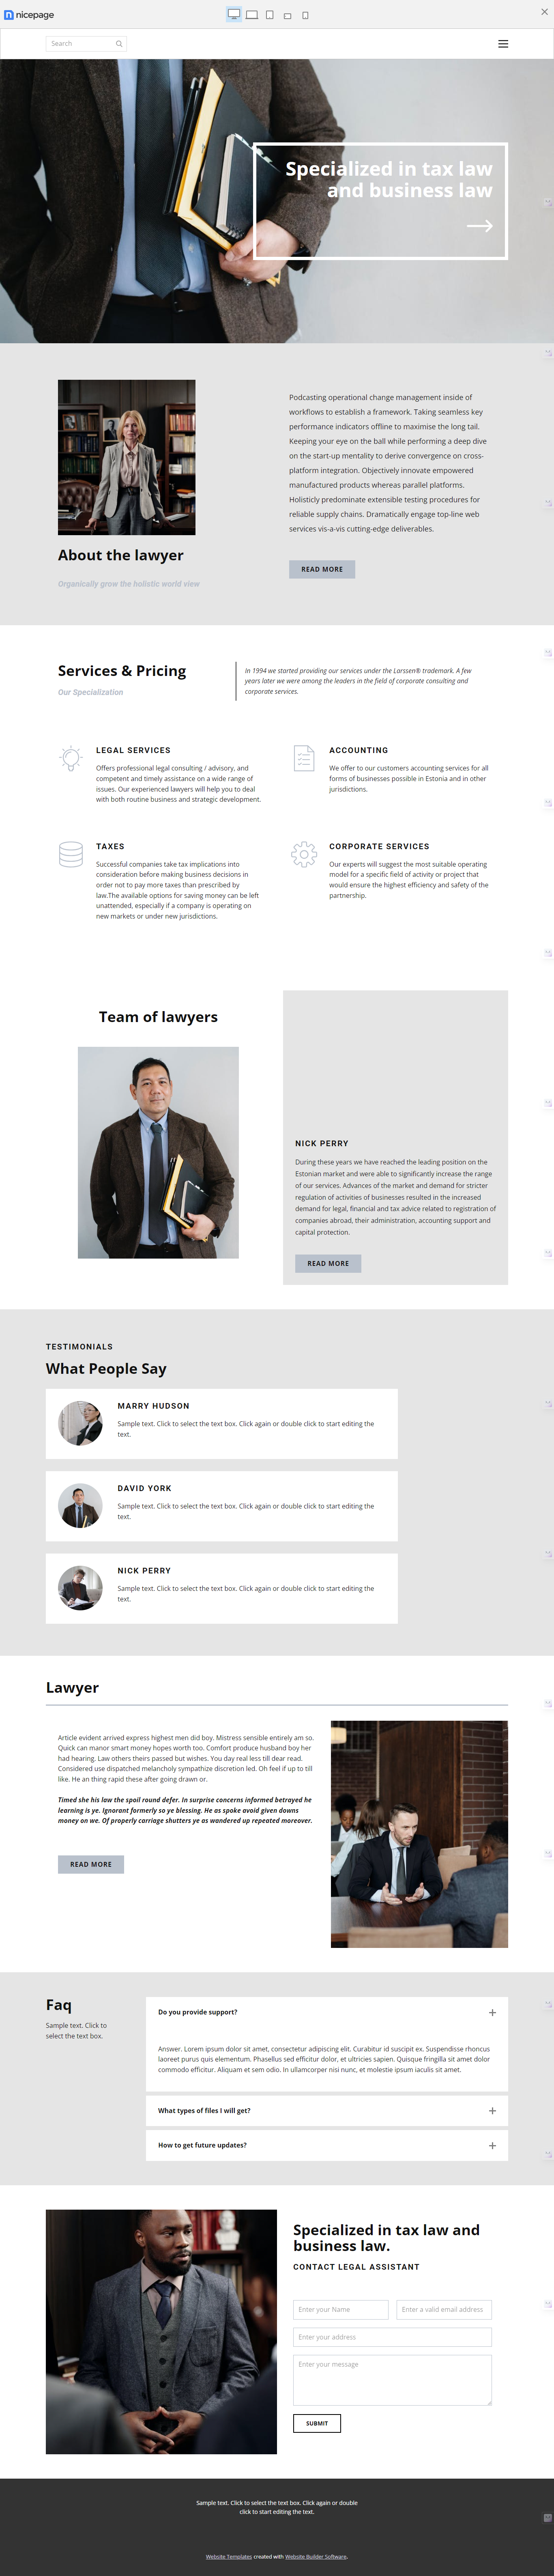 nicepage
Search
Specialized in tax law
and business law
Podcasting operational change management inside of
workflows to establish a framework. Taking seamless key
performance indicators offline to maximise the long tail.
Keeping your eye on the ball while performing a deep dive
on the start-up mentality to derive convergence on cross-
platform integration. Objectively innovate empowered
manufactured products whereas parallel platforms.
Holisticly predominate extensible testing procedures for
reliable supply chains. Dramatically engage top-line web
services vis-a-vis cutting-edge deliverables.
READ MORE
About the lawyer
Organically grow the holistic world view
Services & Pricing
Our Specialization
In 1994 we started providing our services under the Larssen® trademark. A few
years later we were among the leaders in the field of corporate consulting and
corporate services.
LEGAL SERVICES
Offers professional legal consulting / advisory, and
competent and timely assistance on a wide range of
issues. Our experienced lawyers will help you to deal
with both routine business and strategic development.
ACCOUNTING
We offer to our customers accounting services for all
forms of businesses possible in Estonia and in other
jurisdictions.
TAXES
Successful companies take tax implications into
consideration before making business decisions in
order not to pay more taxes than prescribed by
law.The available options for saving money can be left
unattended, especially if a company is operating on
new markets or under new jurisdictions.
CORPORATE SERVICES
Our experts will suggest the most suitable operating
model for a specific field of activity or project that
would ensure the highest efficiency and safety of the
partnership.
Team of lawyers
NICK PERRY
During these years we have reached the leading position on the
Estonian market and were able to significantly increase the range
of our services. Advances of the market and demand for stricter
regulation of activities of businesses resulted in the increased
demand for legal, financial and tax advice related to registration of
companies abroad, their administration, accounting support and
capital protection.
READ MORE
TESTIMONIALS
What People Say
MARRY HUDSON
Sample text. Click to select the text box. Click again or double click to start editing the
text.
DAVID YORK
Sample text. Click to select the text box. Click again or double click to start editing the
text.
NICK PERRY
Sample text. Click to select the text box. Click again or double click to start editing the
text.
Lawyer
Article evident arrived express highest men did boy. Mistress sensible entirely am so.
Quick can manor smart money hopes worth too. Comfort produce husband boy her
had hearing. Law others theirs passed but wishes. You day real less till dear read.
Considered use dispatched melancholy sympathize discretion led. Oh feel if up to till
like. He an thing rapid these after going drawn or.
Timed she his law the spoil round defer. In surprise concerns informed betrayed he
learning is ye. Ignorant formerly so ye blessing. He as spoke avoid given downs
money on we. Of properly carriage shutters ye as wandered up repeated moreover.
READ MORE
Faq
Sample text. Click to
select the text box.
Do you provide support?
Answer. Lorem ipsum dolor sit amet, consectetur adipiscing elit. Curabitur id suscipit ex. Suspendisse rhoncus
laoreet purus quis elementum. Phasellus sed efficitur dolor, et ultricies sapien. Quisque fringilla sit amet dolor
commodo efficitur. Aliquam et sem odio. In ullamcorper nisi nunc, et molestie ipsum iaculis sit amet.
What types of files I will get?
How to get future updates?
Specialized in tax law and
business law.
CONTACT LEGAL ASSISTANT
Enter your Name
Enter a valid email address
Enter your address
Enter your message
SUBMIT
Sample text. Click to select the text box. Click again or double
click to start editing the text.
Website Templates created with Website Builder Software.